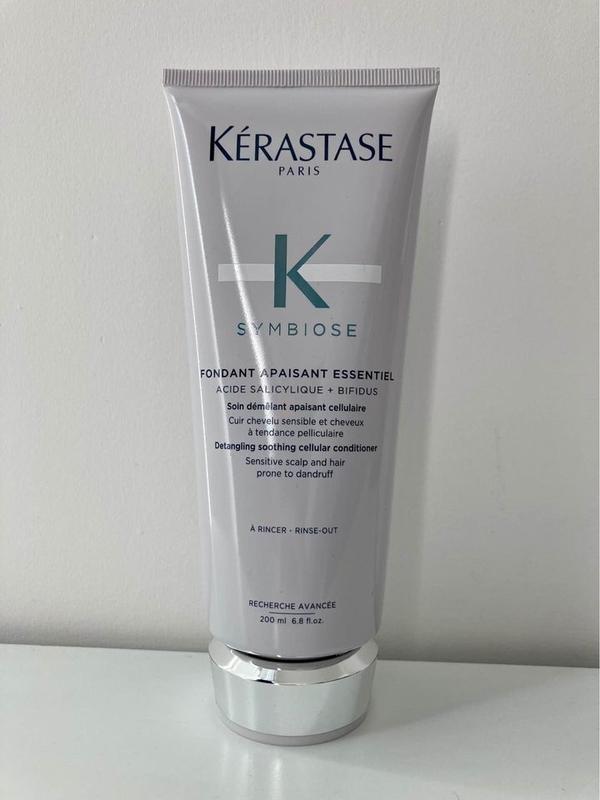 KÉRASTASE
PARIS
K
SYMBIOSE
FONDANT APAISANT ESSENTIEL
ACIDE SALICYLIQUE + BIFIDUS
Soin démêlant apaisant cellulaire
Cuir chevelu sensible et cheveux
à tendance pelliculaire
Detangling soothing cellular conditioner
Sensitive scalp and hair
prone to dandruff
À RINCER - RINSE-OUT
RECHERCHE AVANCÉE
200 ml 6.8 fl.oz.